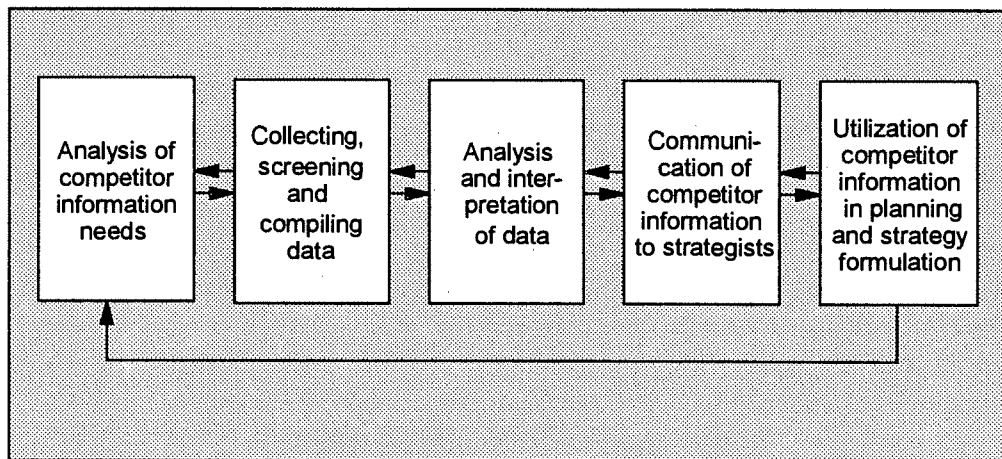 Analysis of
competitor
information
needs
Collecting,
screening
and
compiling
data
Analysis
and inter-
pretation
of data
Communi-
cation of
competitor
information
to strategists
Utilization of
competitor
information
in planning
and strategy
formulation